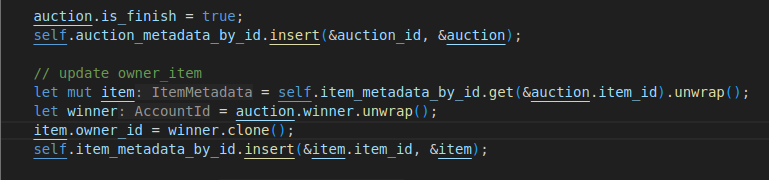 auction.is_finish = true;
self.auction_metadata_by_id.insert(&auction_id, &auction);
// update owner_item
let mut item: ItemMetadata = self.item_metadata_by_id.get(&auction.item_id).unwrap();
let winner: AccountId = auction.winner.unwrap();
item.owner_id = winner.clone();
self.item_metadata_by_id.insert(&item.item_id, &item);